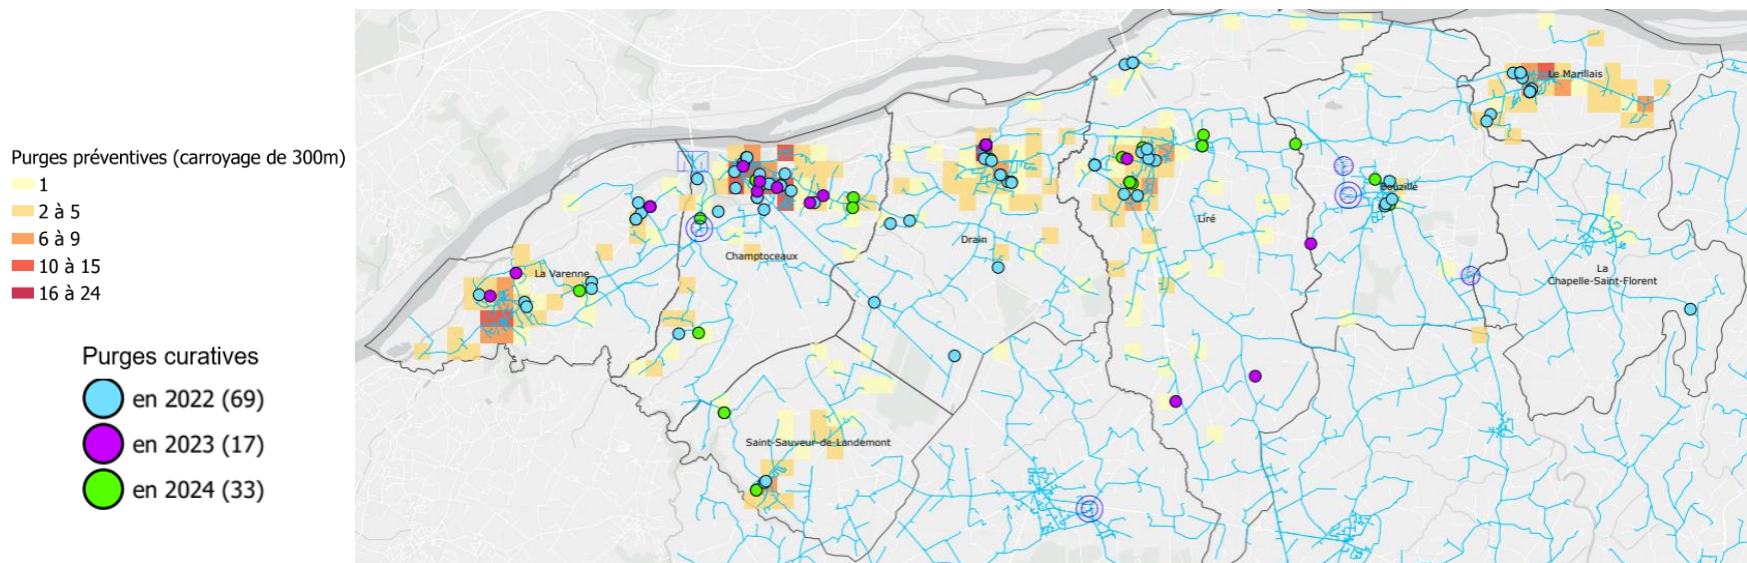 Purges préventives (carroyage de 300m)
1
2 à 5
6 à 9
10 à 15
16 à 24
Purges curatives
en 2022 (69)
en 2023 (17)
en 2024 (33)
Le Marillais
Bouzillé
Liré
Drain
Champtoceaux
La Varenne
La
Chapelle-Saint-Florent
Saint-Sauveur-de-Landemont